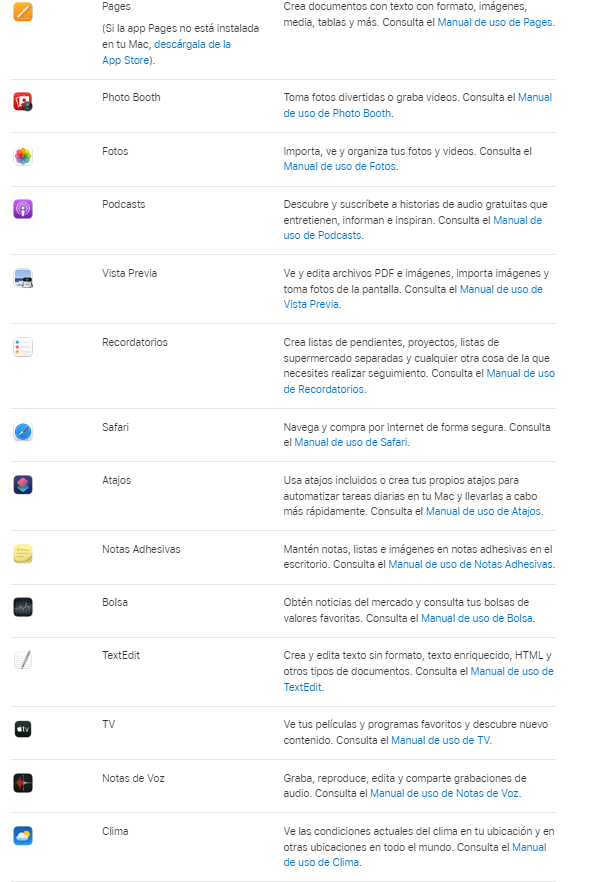 Pages
Crea documentos con texto con formato, imágenes,
media, tablas y más. Consulta el Manual de uso de Pages.
(Si la app Pages no está instalada
en tu Mac, descárgala de la
App Store).
Photo Booth
Toma fotos divertidas o graba videos. Consulta el Manual
de uso de Photo Booth.
Fotos
Importa, ve y organiza tus fotos y videos. Consulta el
Manual de uso de Fotos.
Podcasts
Descubre y suscríbete a historias de audio gratuitas que
entretienen, informan e inspiran. Consulta el Manual de
uso de Podcasts.
Vista Previa
Ve y edita archivos PDF e imágenes, importa imágenes y
toma fotos de la pantalla. Consulta el Manual de uso de
Vista Previa.
Recordatorios
Crea listas de pendientes, proyectos, listas de
supermercado separadas y cualquier otra cosa de la que
necesites realizar seguimiento. Consulta el Manual de uso
de Recordatorios.
Safari
Navega y compra por Internet de forma segura. Consulta
el Manual de uso de Safari.
Atajos
Usa atajos incluidos o crea tus propios atajos para
automatizar tareas diarias en tu Mac y llevarlas a cabo
más rápidamente. Consulta el Manual de uso de Atajos.
Notas Adhesivas
Mantén notas, listas e imágenes en notas adhesivas en el
escritorio. Consulta el Manual de uso de Notas Adhesivas.
Bolsa
Obtén noticias del mercado y consulta tus bolsas de
valores favoritas. Consulta el Manual de uso de Bolsa.
TextEdit
Crea y edita texto sin formato, texto enriquecido, HTML y
otros tipos de documentos. Consulta el Manual de uso de
TextEdit.
tv
TV
Ve tus películas y programas favoritos y descubre nuevo
contenido. Consulta el Manual de uso de TV.
Notas de Voz
Graba, reproduce, edita y comparte grabaciones de
audio. Consulta el Manual de uso de Notas de Voz.
Clima
Ve las condiciones actuales del clima en tu ubicación y en
otras ubicaciones en todo el mundo. Consulta el Manual
de uso de Clima.